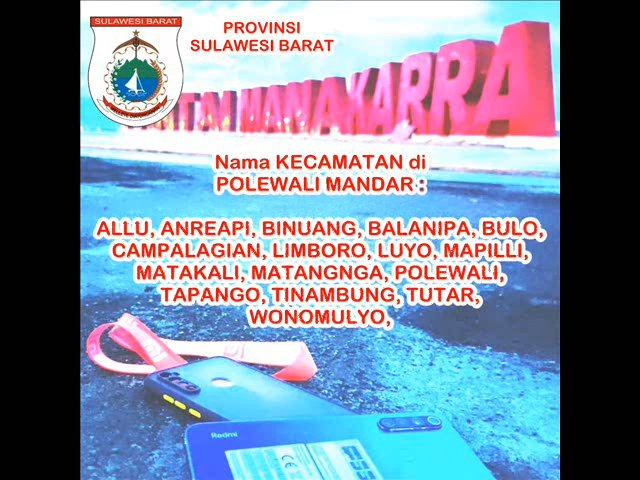 SULAWESI BARAT
PROVINSI
SULAWESI BARAT
MANAKARRA
Nama KECAMATAN di
POLEWALI MANDAR :
ALLU, ANREAPI, BINUANG, BALANIPA, BULO,
CAMPALAGIAN, LIMBORO, LUYO, MAPILLI,
MATAKALI, MATANGNGA, POLEWALI,
TAPANGO, TINAMBUNG, TUTAR,
WONOMULYO,
Redmi